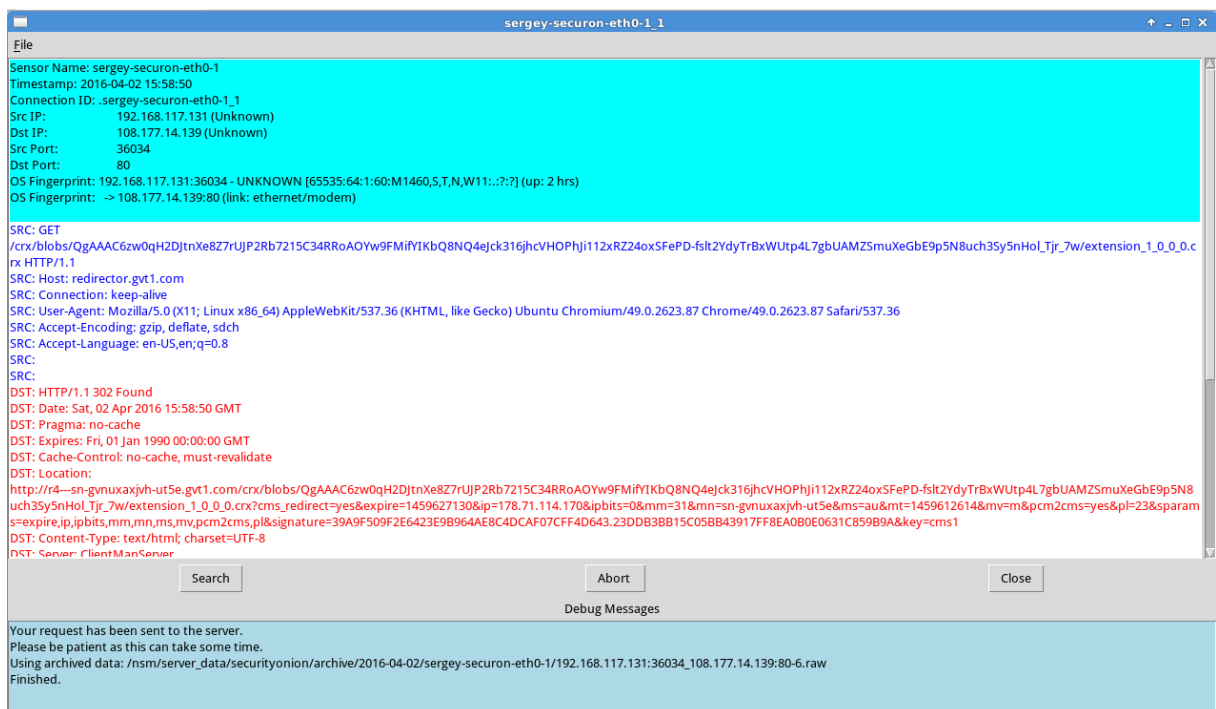 sergey-securon-eth0-1_1
File
Sensor Name: sergey-securon-eth0-1
Timestamp: 2016-04-02 15:58:50
Connection ID: .sergey-securon-eth0-1_1
Src IP: 192.168.117.131 (Unknown)
Dst IP: 108.177.14.139 (Unknown)
Src Port: 36034
Dst Port: 80
OS Fingerprint: 192.168.117.131:36034 - UNKNOWN [65535:64:1:60:M1460,S,T,N,W11:.:?:?] (up: 2 hrs)
OS Fingerprint: -> 108.177.14.139:80 (link: ethernet/modem)
SRC: GET
/crx/blobs/QgAAAC6zw0qH2DJtnXe8Z7rUJP2Rb7215C34RRoAOYw9FMifYIKbQ8NQ4eJck316jhcVHOPhJi112xRZ24oxSFePD-fslt2YdyTrBxWUtp4L7gbUAMZSmuXeGbE9p5N8uch3Sy5nHol_Tjr_7w/extension_1_0_0_0.c
rx HTTP/1.1
SRC: Host: redirector.gvt1.com
SRC: Connection: keep-alive
SRC: User-Agent: Mozilla/5.0 (X11; Linux x86_64) AppleWebKit/537.36 (KHTML, like Gecko) Ubuntu Chromium/49.0.2623.87 Chrome/49.0.2623.87 Safari/537.36
SRC: Accept-Encoding: gzip, deflate, sdch
SRC: Accept-Language: en-US,en;q=0.8
SRC:
SRC:
DST: HTTP/1.1 302 Found
DST: Date: Sat, 02 Apr 2016 15:58:50 GMT
DST: Pragma: no-cache
DST: Expires: Fri, 01 Jan 1990 00:00:00 GMT
DST: Cache-Control: no-cache, must-revalidate
DST: Location:
http://r4---sn-gvnuxaxjvh-ut5e.gvt1.com/crx/blobs/QgAAAC6zw0qH2DJtnXe8Z7rUJP2Rb7215C34RRoAOYw9FMifYIKbQ8NQ4eJck316jhcVHOPhJi112xRZ24oxSFePD-fslt2YdyTrBxWUtp4L7gbUAMZSmuXeGbE9p5N8
uch3Sy5nHol_Tjr_7w/extension_1_0_0_0.crx?cms_redirect=yes&expire=1459627130&ip=178.71.114.170&ipbits=0&mm=31&mn=sn-gvnuxaxjvh-ut5e&ms=au&mt=1459612614&mv=m&pcm2cms=yes&pl=23&sparam
s=expire,ip,ipbits,mm,mn,ms,mv,pcm2cms,pl&signature=39A9F509F2E6423E9B964AE8C4DCAF07CFF4D643.23DDB3BB15C05BB43917FF8EA0B0E0631C859B9A&key=cms1
DST: Content-Type: text/html; charset=UTF-8
DST: Server: ClientMapServer
Search Abort Close
Debug Messages
Your request has been sent to the server.
Please be patient as this can take some time.
Using archived data: /nsm/server_data/securityonion/archive/2016-04-02/sergey-securon-eth0-1/192.168.117.131:36034_108.177.14.139:80-6.raw
Finished.